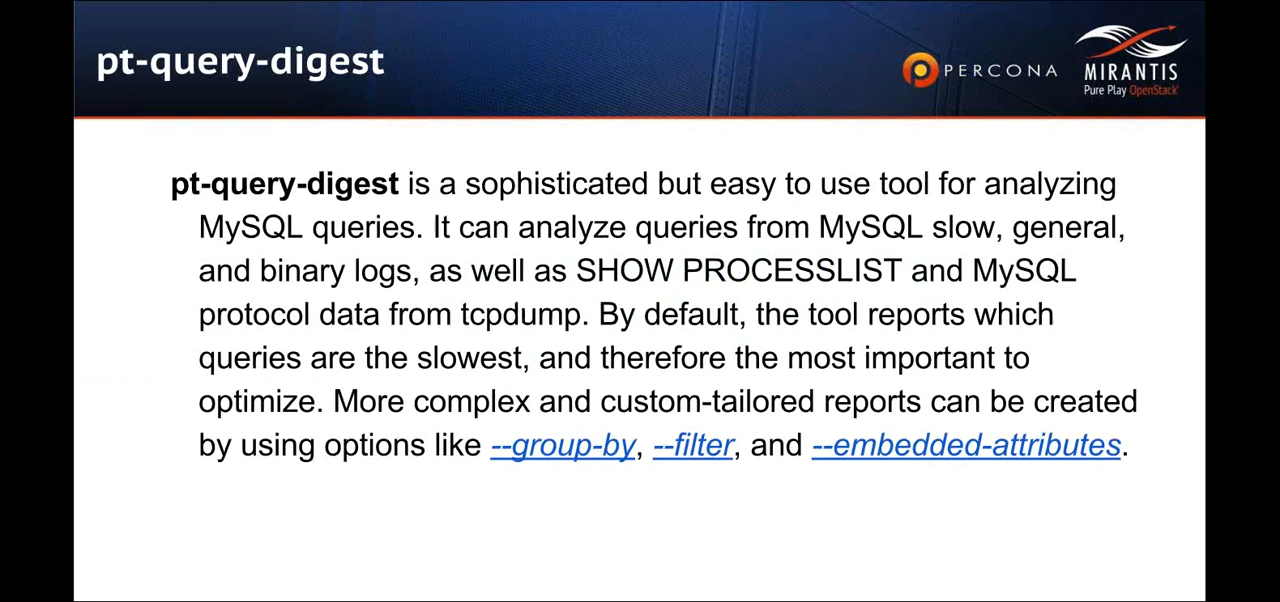 pt-query-digest
PERCONA
MIRANTIS
Pure Play OpenStack
pt-query-digest is a sophisticated but easy to use tool for analyzing
MySQL queries. It can analyze queries from MySQL slow, general,
and binary logs, as well as SHOW PROCESSLIST and MySQL
protocol data from tcpdump. By default, the tool reports which
queries are the slowest, and therefore the most important to
optimize. More complex and custom-tailored reports can be created
by using options like --group-by, --filter, and --embedded-attributes.